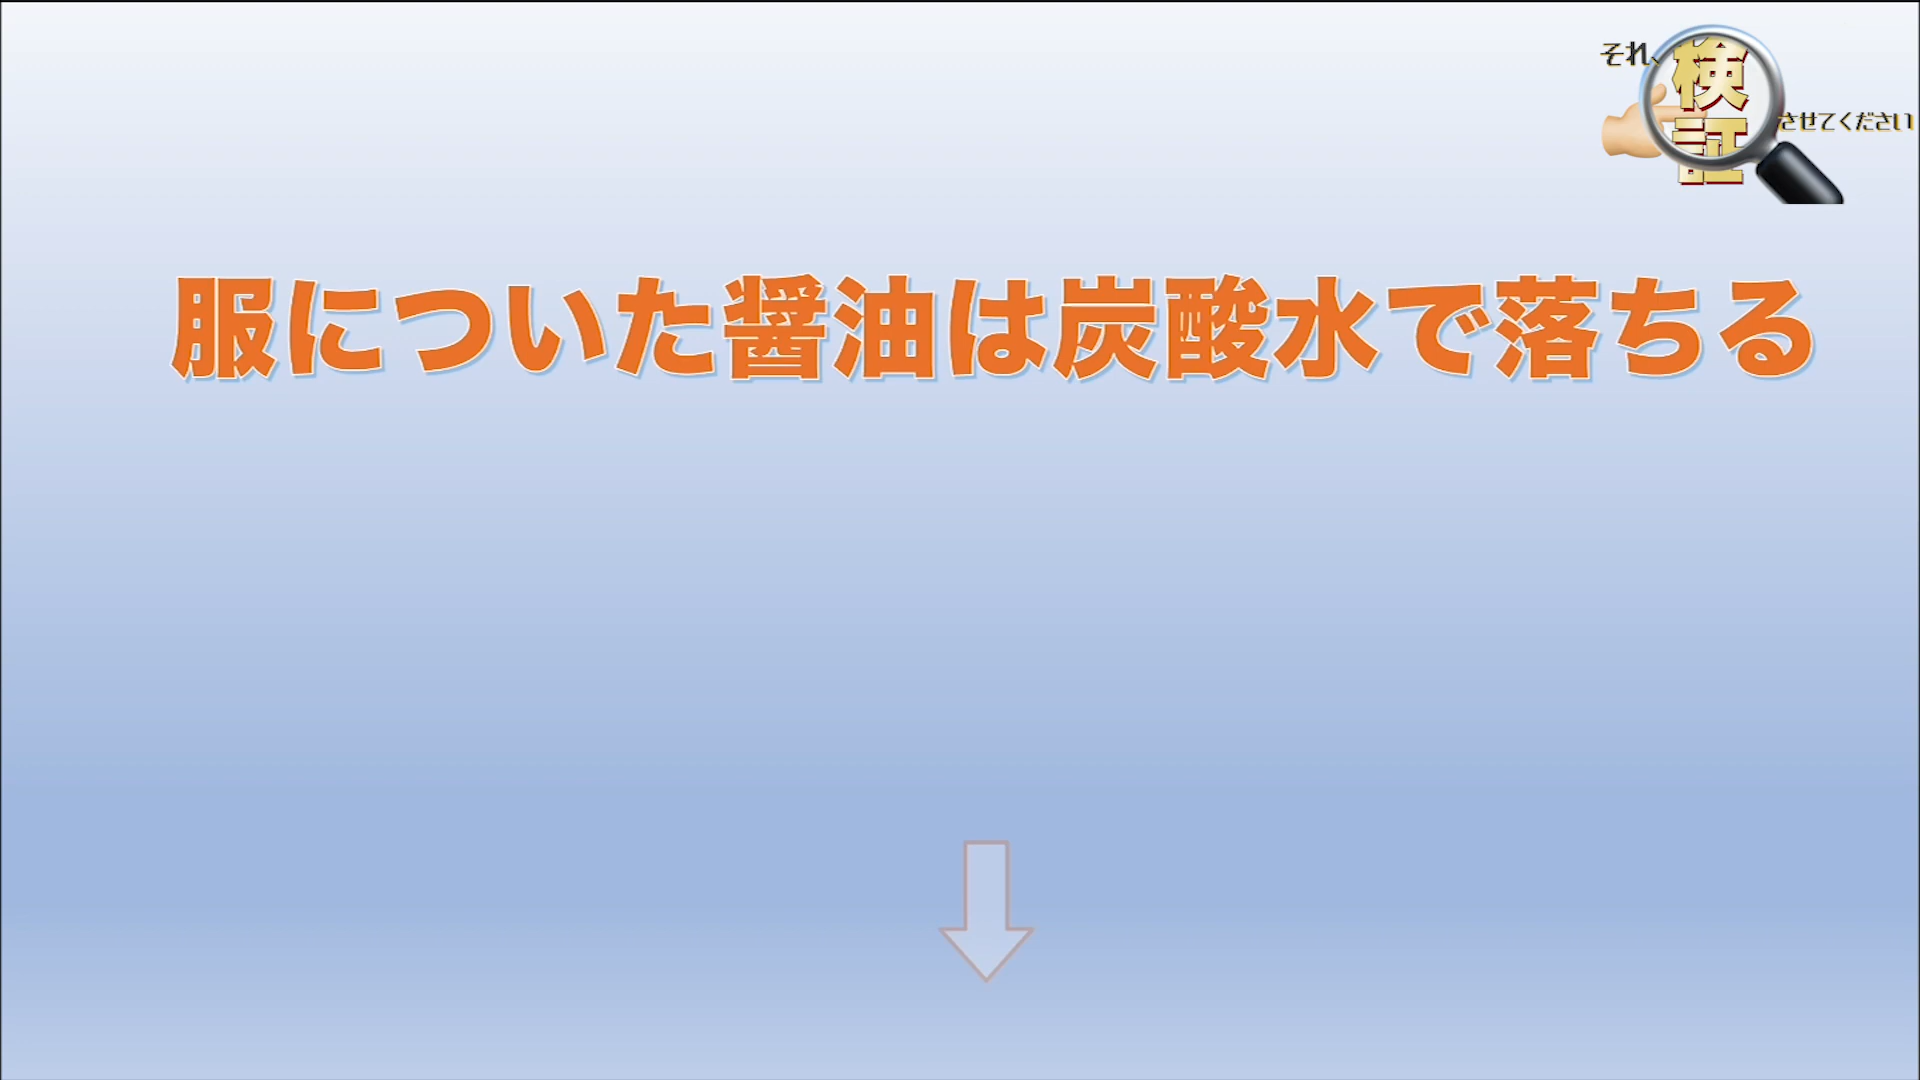 それ、
検証
させてください
服についた醤油は炭酸水で落ちる